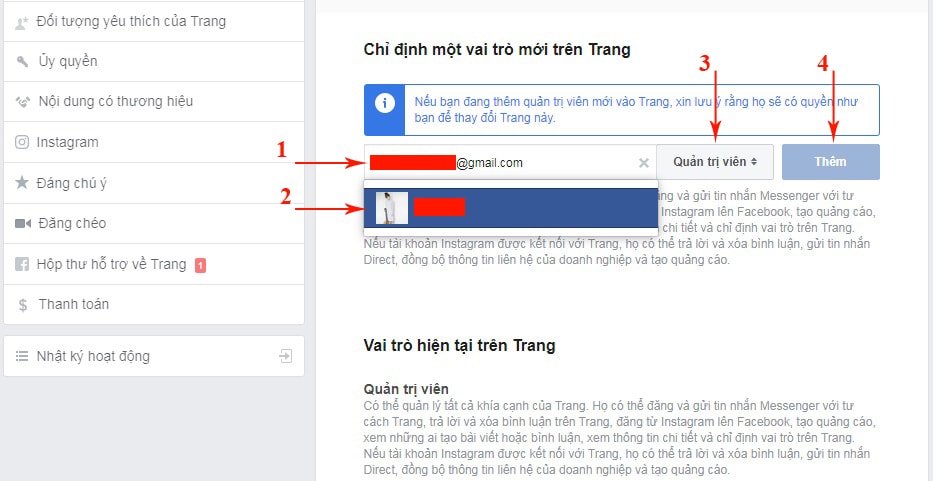 Đối tượng yêu thích của Trang
Ủy quyền
Nội dung có thương hiệu
Instagram
Đáng chú ý
Đăng chéo
Hộp thư hỗ trợ về Trang 1
Thanh toán
Nhật ký hoạt động
Chỉ định một vai trò mới trên Trang
3
4
Nếu bạn đang thêm quản trị viên mới vào Trang, xin lưu ý rằng họ sẽ có quyền như
bạn để thay đổi Trang này.
1
@gmail.com
Quản trị viên
Thêm
2
ăng và gửi tin nhắn Messenger với tư
Instagram lên Facebook, tạo quảng cáo,
chi tiết và chỉ định vai trò trên Trang.
Nếu tài khoản Instagram được kết nối với Trang, họ có thể trả lời và xóa bình luận, gửi tin nhắn
Direct, đồng bộ thông tin liên hệ của doanh nghiệp và tạo quảng cáo.
Vai trò hiện tại trên Trang
Quản trị viên
Có thể quản lý tất cả khía cạnh của Trang. Họ có thể đăng và gửi tin nhắn Messenger với tư
cách Trang, trả lời và xóa bình luận trên Trang, đăng từ Instagram lên Facebook, tạo quảng cáo,
xem những ai tạo bài viết hoặc bình luận, xem thông tin chi tiết và chỉ định vai trò trên Trang.
Nếu tài khoản Instagram được kết nối với Trang, họ có thể trả lời và xóa bình luận, gửi tin nhắn
Direct, đồng bộ thông tin liên hệ của doanh nghiệp và tạo quảng cáo.